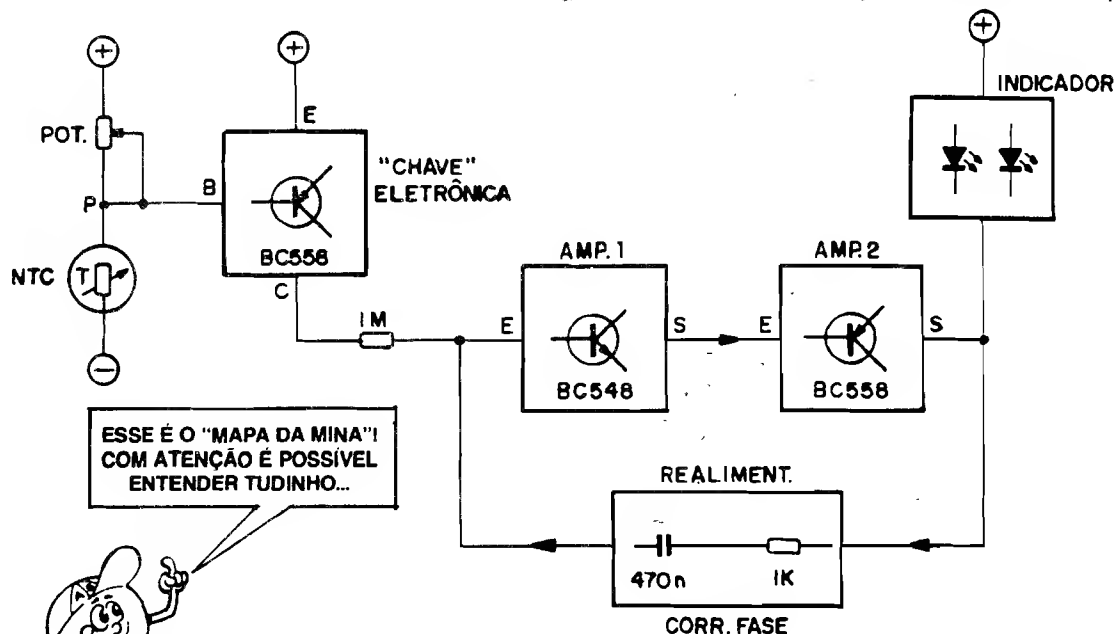 +
+
+
INDICADOR
POT.
E
"CHAVE"
ELETRÔNICA
B
P
BC558
NTC
T
C
AMP. 1
AMP. 2
1M
E
S
E
S
BC548
BC558
-
ESSE É O "MAPA DA MINA"!
COM ATENÇÃO É POSSÍVEL
ENTENDER TUDINHO...
REALIMENT.
470n
1K
CORR. FASE